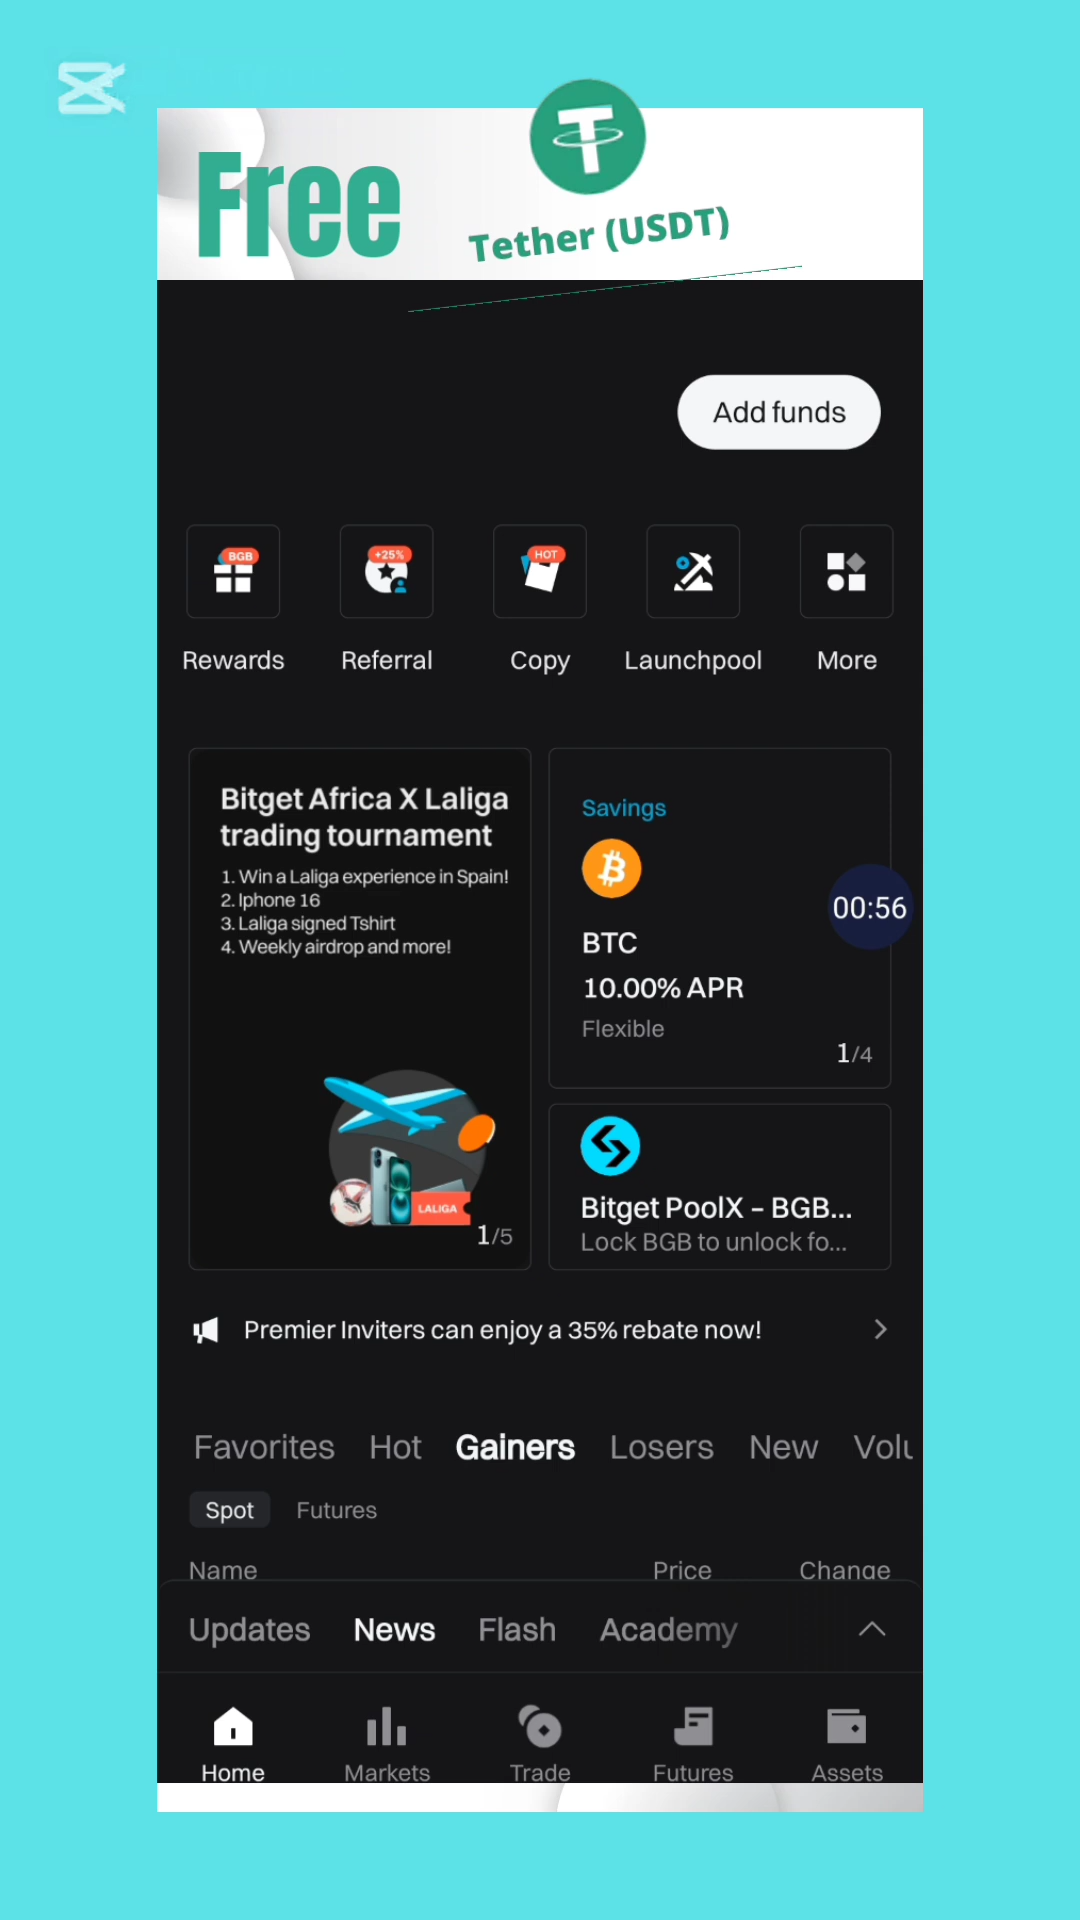 Free
Tether (USDT)
Add funds
BGB
+25%
HOT
Rewards
Referral
Copy
Launchpool
More
Bitget Africa X Laliga
trading tournament
1. Win a Laliga experience in Spain!
2. Iphone 16
3. Laliga signed Tshirt
4. Weekly airdrop and more!
LALIGA
1/5
Savings
BTC
10.00% APR
Flexible
1/4
00:56
Bitget PoolX – BGB...
Lock BGB to unlock fo...
Premier Inviters can enjoy a 35% rebate now!
Favorites
Hot
Gainers
Losers
New
Volu
Spot
Futures
Name
Price
Change
Updates
News
Flash
Academy
Home
Markets
Trade
Futures
Assets